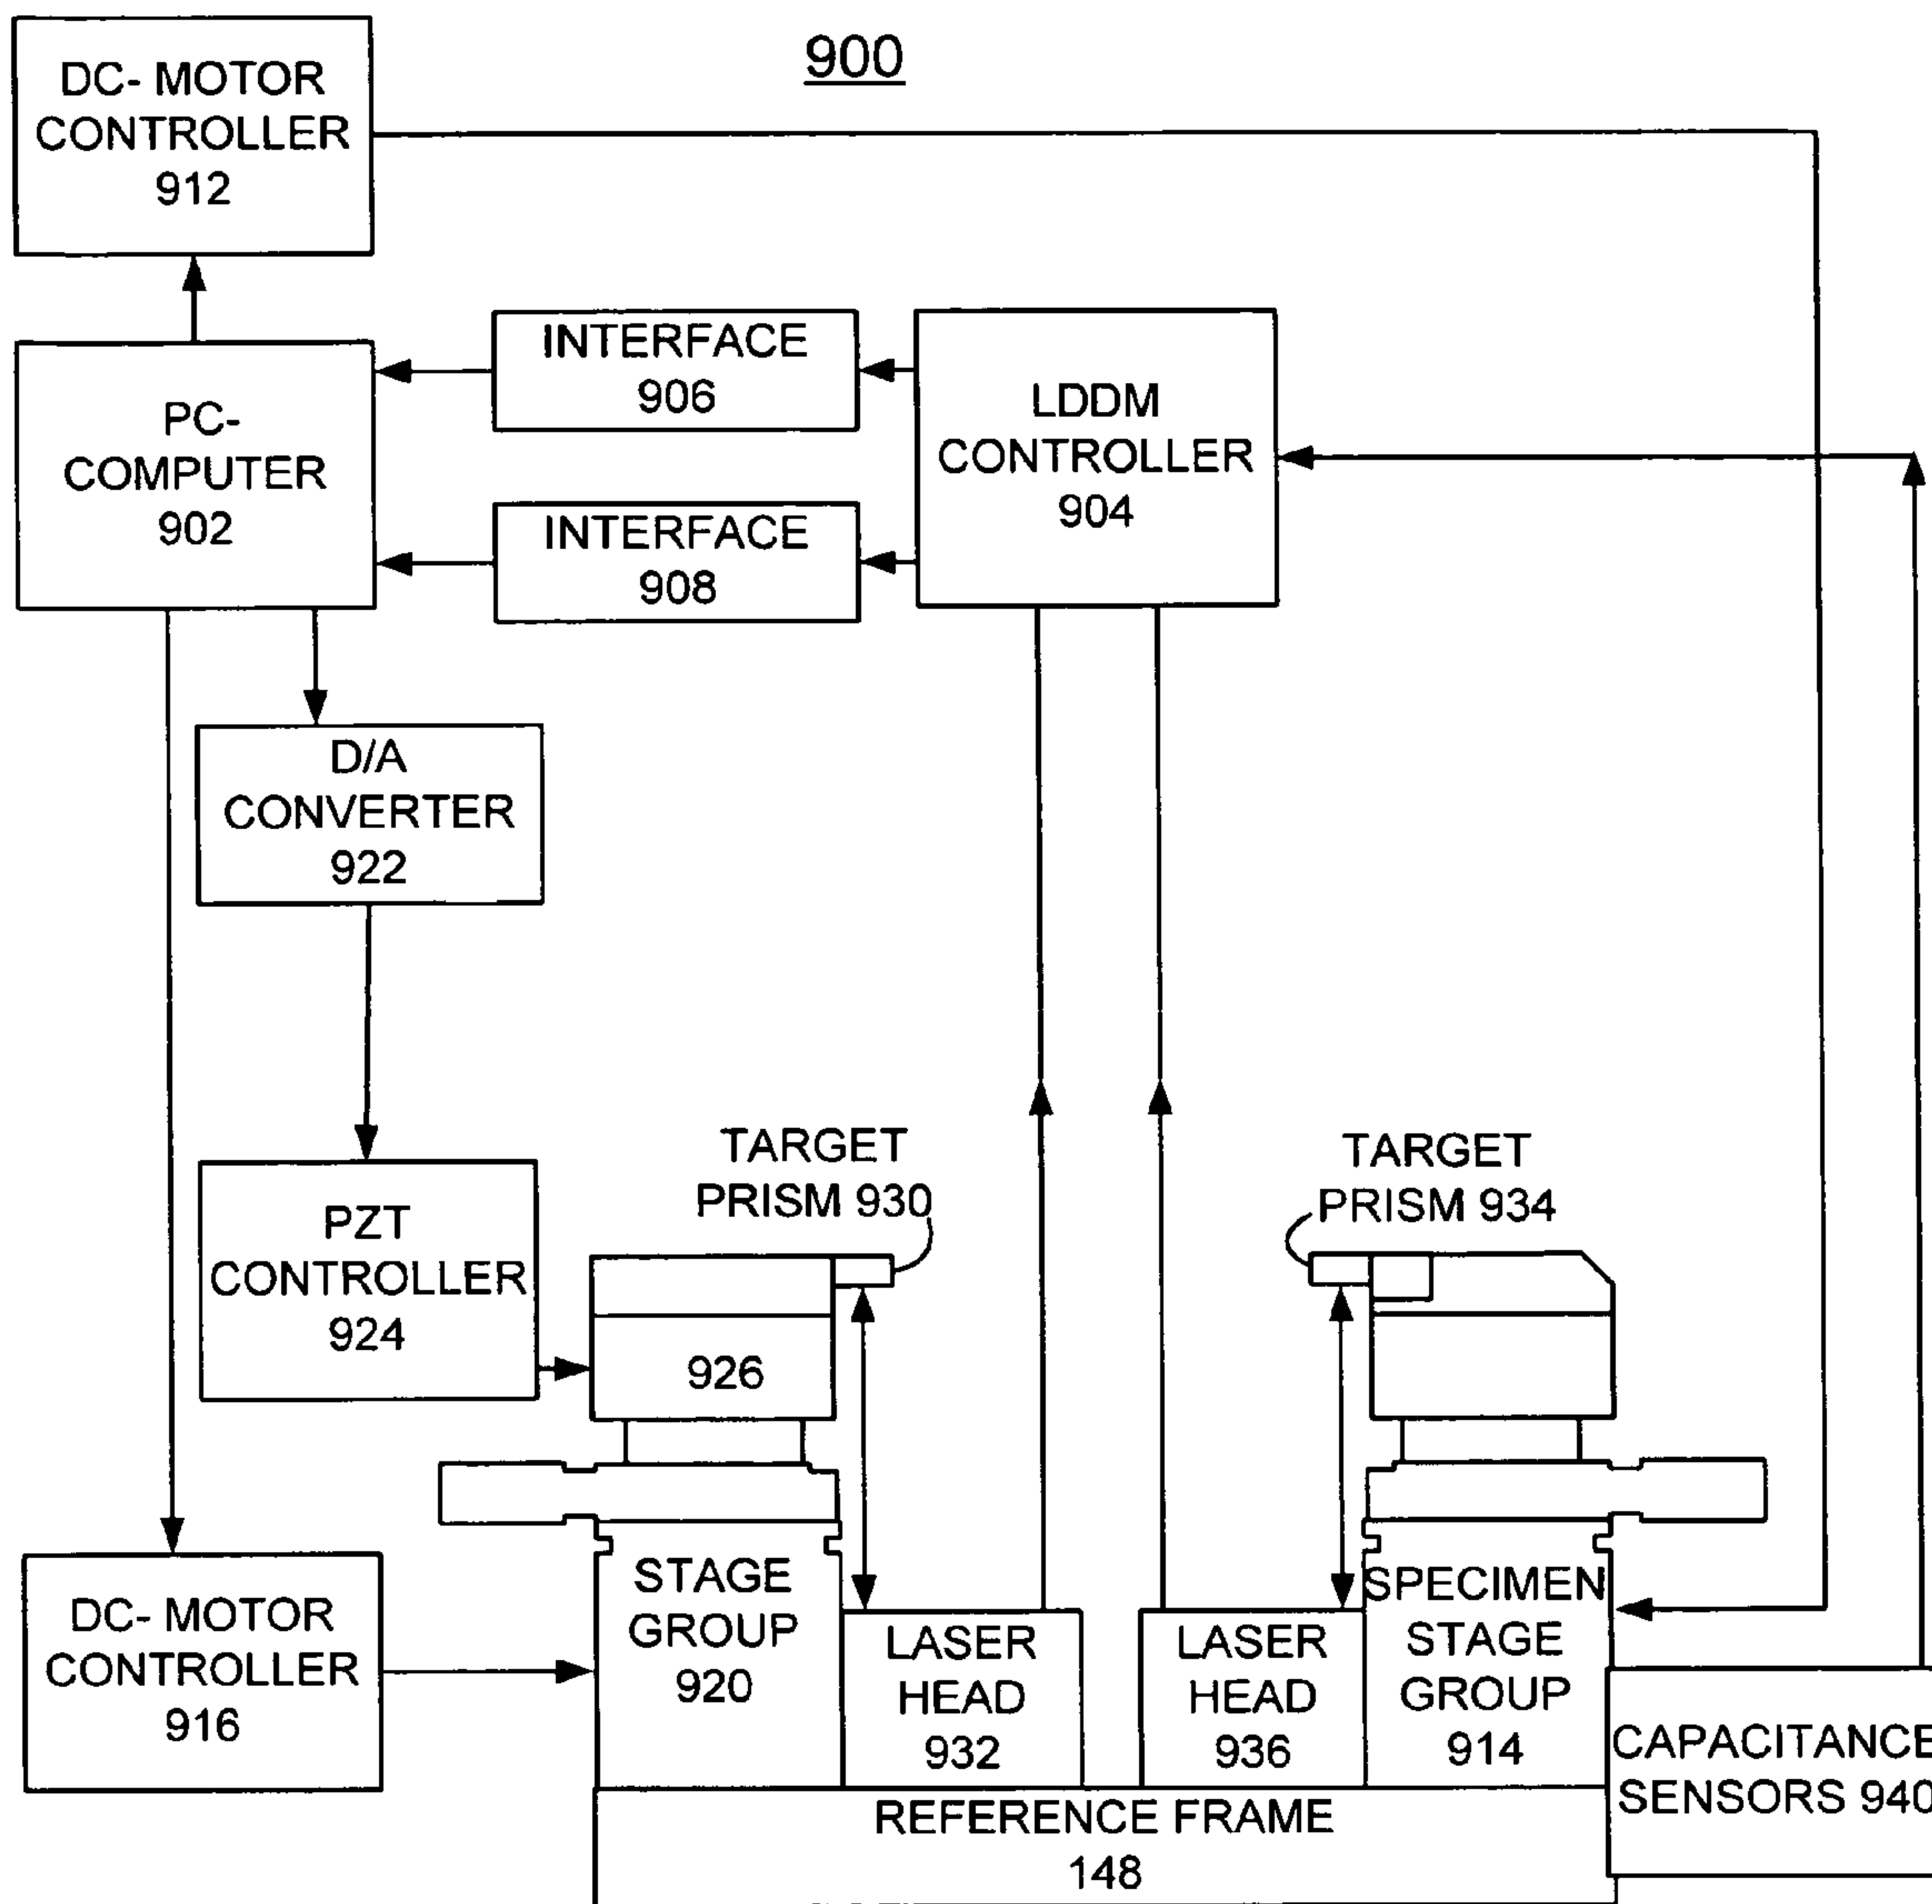 900
DC- MOTOR
CONTROLLER
912
INTERFACE
906
LDDM
CONTROLLER
904
PC-
COMPUTER
902
INTERFACE
908
D/A
CONVERTER
922
PZT
CONTROLLER
924
TARGET
PRISM 930
TARGET
PRISM 934
926
DC- MOTOR
CONTROLLER
916
STAGE
GROUP
920
LASER
HEAD
932
LASER
HEAD
936
SPECIMEN
STAGE
GROUP
914
CAPACITANCE
SENSORS 940
REFERENCE FRAME
148